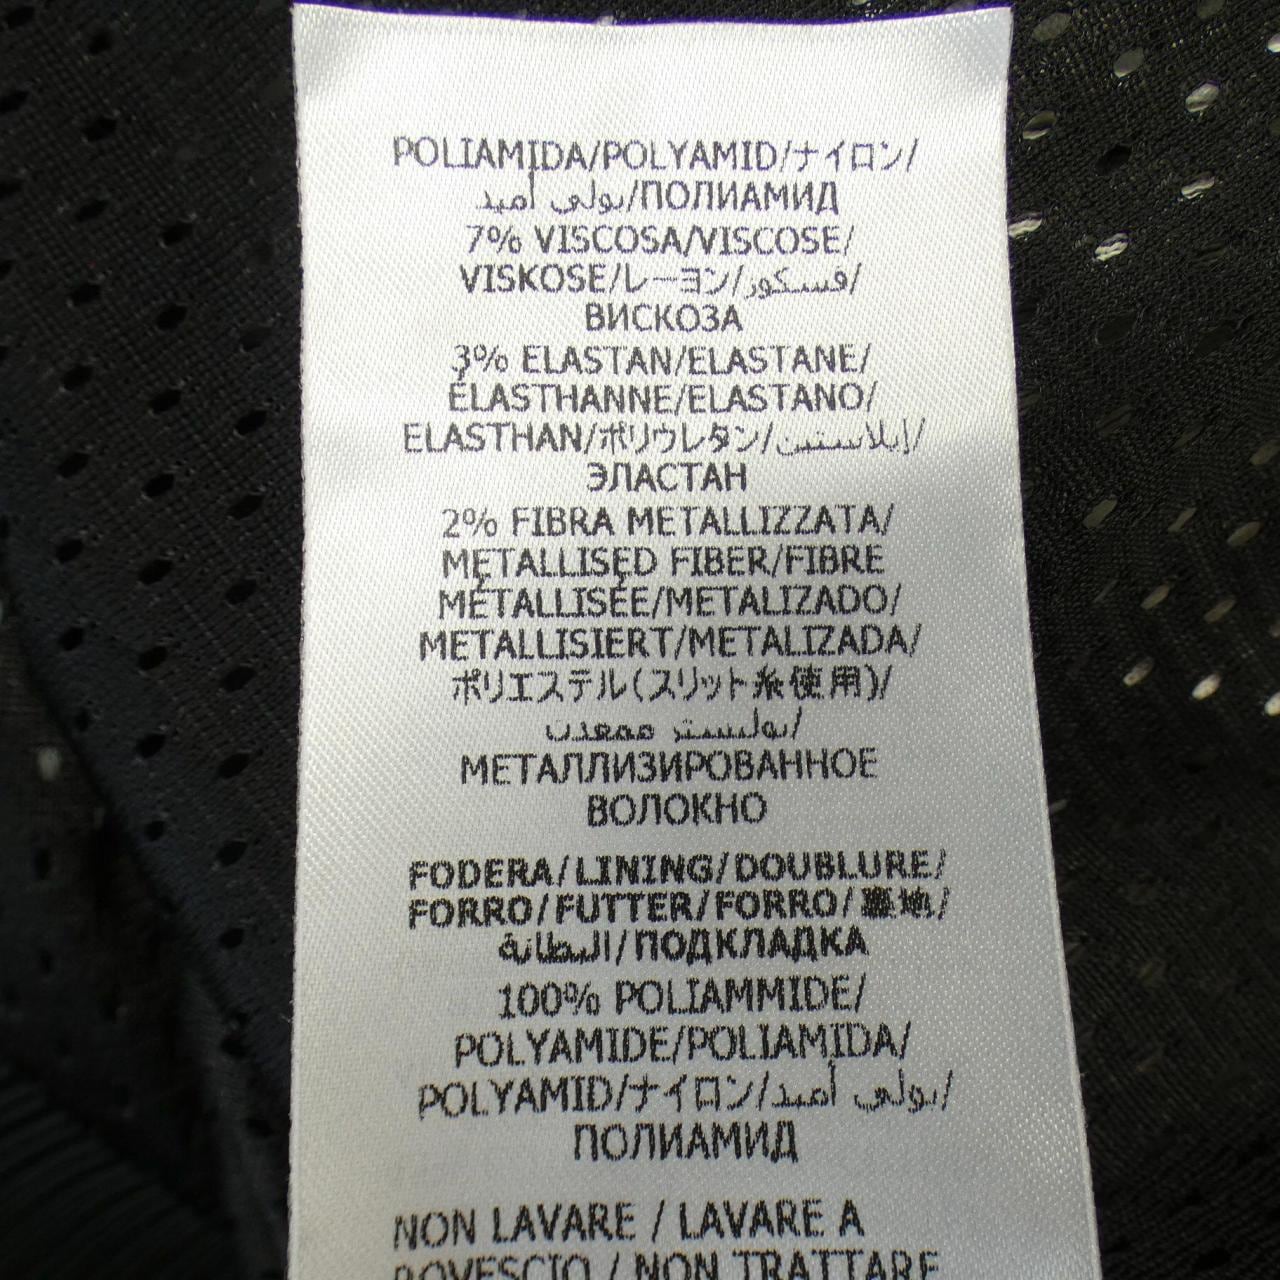 POLIAMIDA/POLYAMID/ナイロン/
بولي أميد/ПОЛИАМИД
7% VISCOSA/VISCOSE/
VISKOSE/レーヨン/فسكوز/
ВИСКОЗА
3% ELASTAN/ELASTANE/
ÉLASTHANNE/ELASTANO/
ELASTHAN/ポリウレタン/إيلاستين/
ЭЛАСТАН
2% FIBRA METALLIZZATA/
METALLISED FIBER/FIBRE
MÉTALLISÉE/METALIZADO/
METALLISIERT/METALIZADA/
ポリエステル(スリット糸使用)/
بوليستر ممعدن/
МЕТАЛЛИЗИРОВАННОЕ
ВОЛОКНО
FODERA/LINING/DOUBLURE/
FORRO/FUTTER/FORRO/裏地/
البطانة/ПОДКЛАДКА
100% POLIAMMIDE/
POLYAMIDE/POLIAMIDA/
POLYAMID/ナイロン/بولي أميد/
ПОЛИАМИД
NON LAVARE / LAVARE A
ROVESCIO / NON TRATTARE